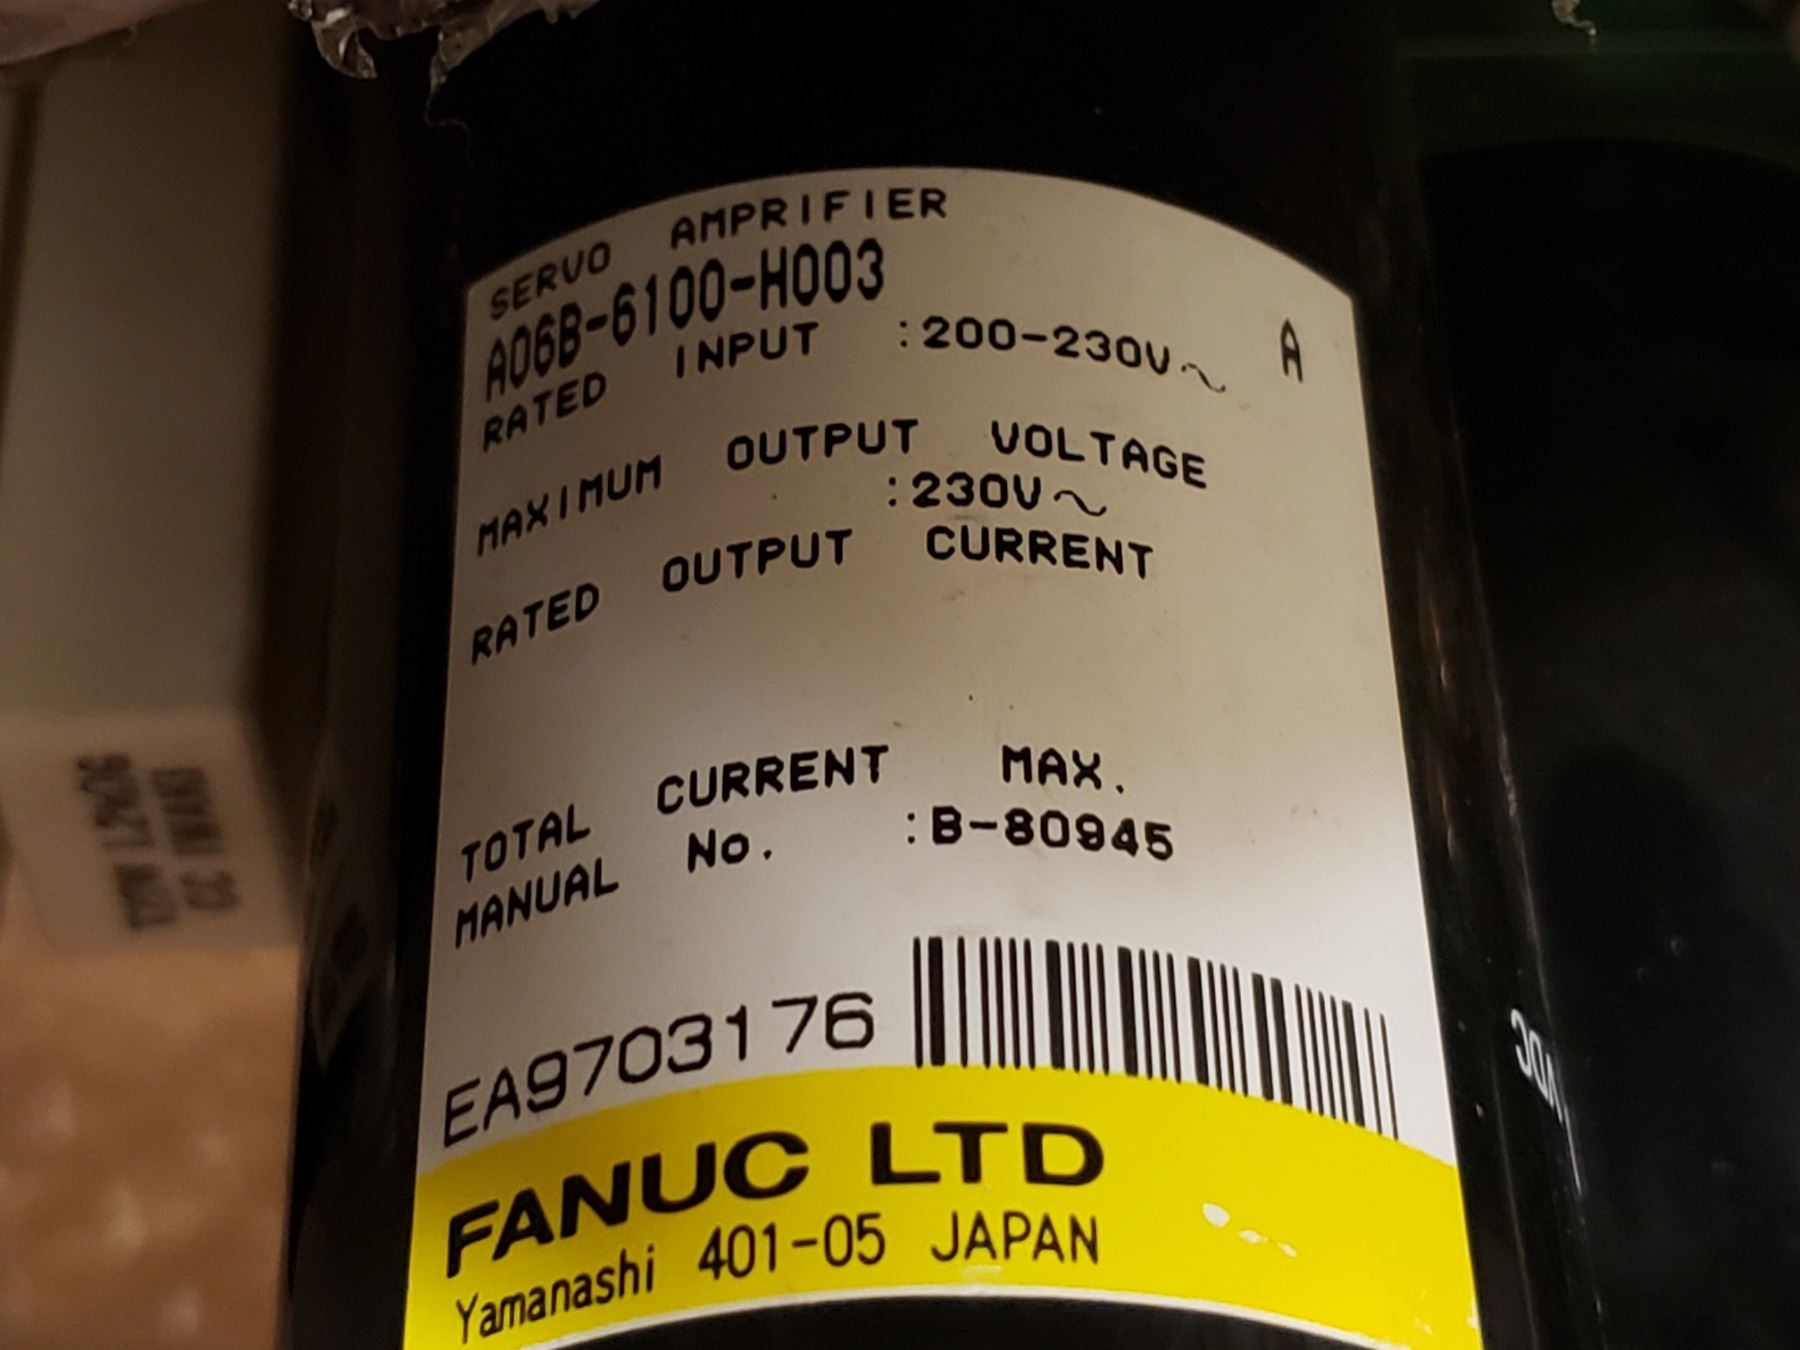 SERVO AMPRIFIER
A06B-6100-H003 A
RATED INPUT :200-230V~
MAXIMUM OUTPUT VOLTAGE
:230V~
RATED OUTPUT CURRENT
TOTAL CURRENT MAX.
MANUAL No. :B-80945
EA9703176
FANUC LTD
Yamanashi 401-05 JAPAN